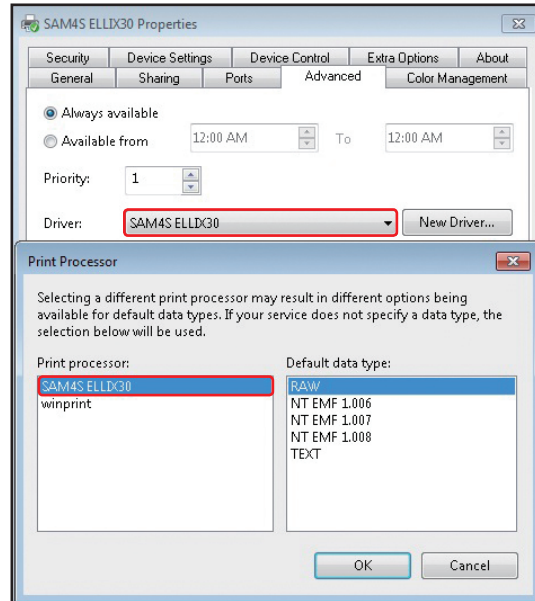 SAM4S ELLIX30 Properties
Security Device Settings Device Control Extra Options About
General Sharing Ports Advanced Color Management
Always available
Available from 12:00 AM To 12:00 AM
Priority: 1
Driver: SAM4S ELLIX30 New Driver...
Print Processor
Selecting a different print processor may result in different options being
available for default data types. If your service does not specify a data type, the
selection below will be used.
Print processor: Default data type:
SAM4S ELLIX30 RAW
winprint NT EMF 1.006
NT EMF 1.007
NT EMF 1.008
TEXT
OK Cancel